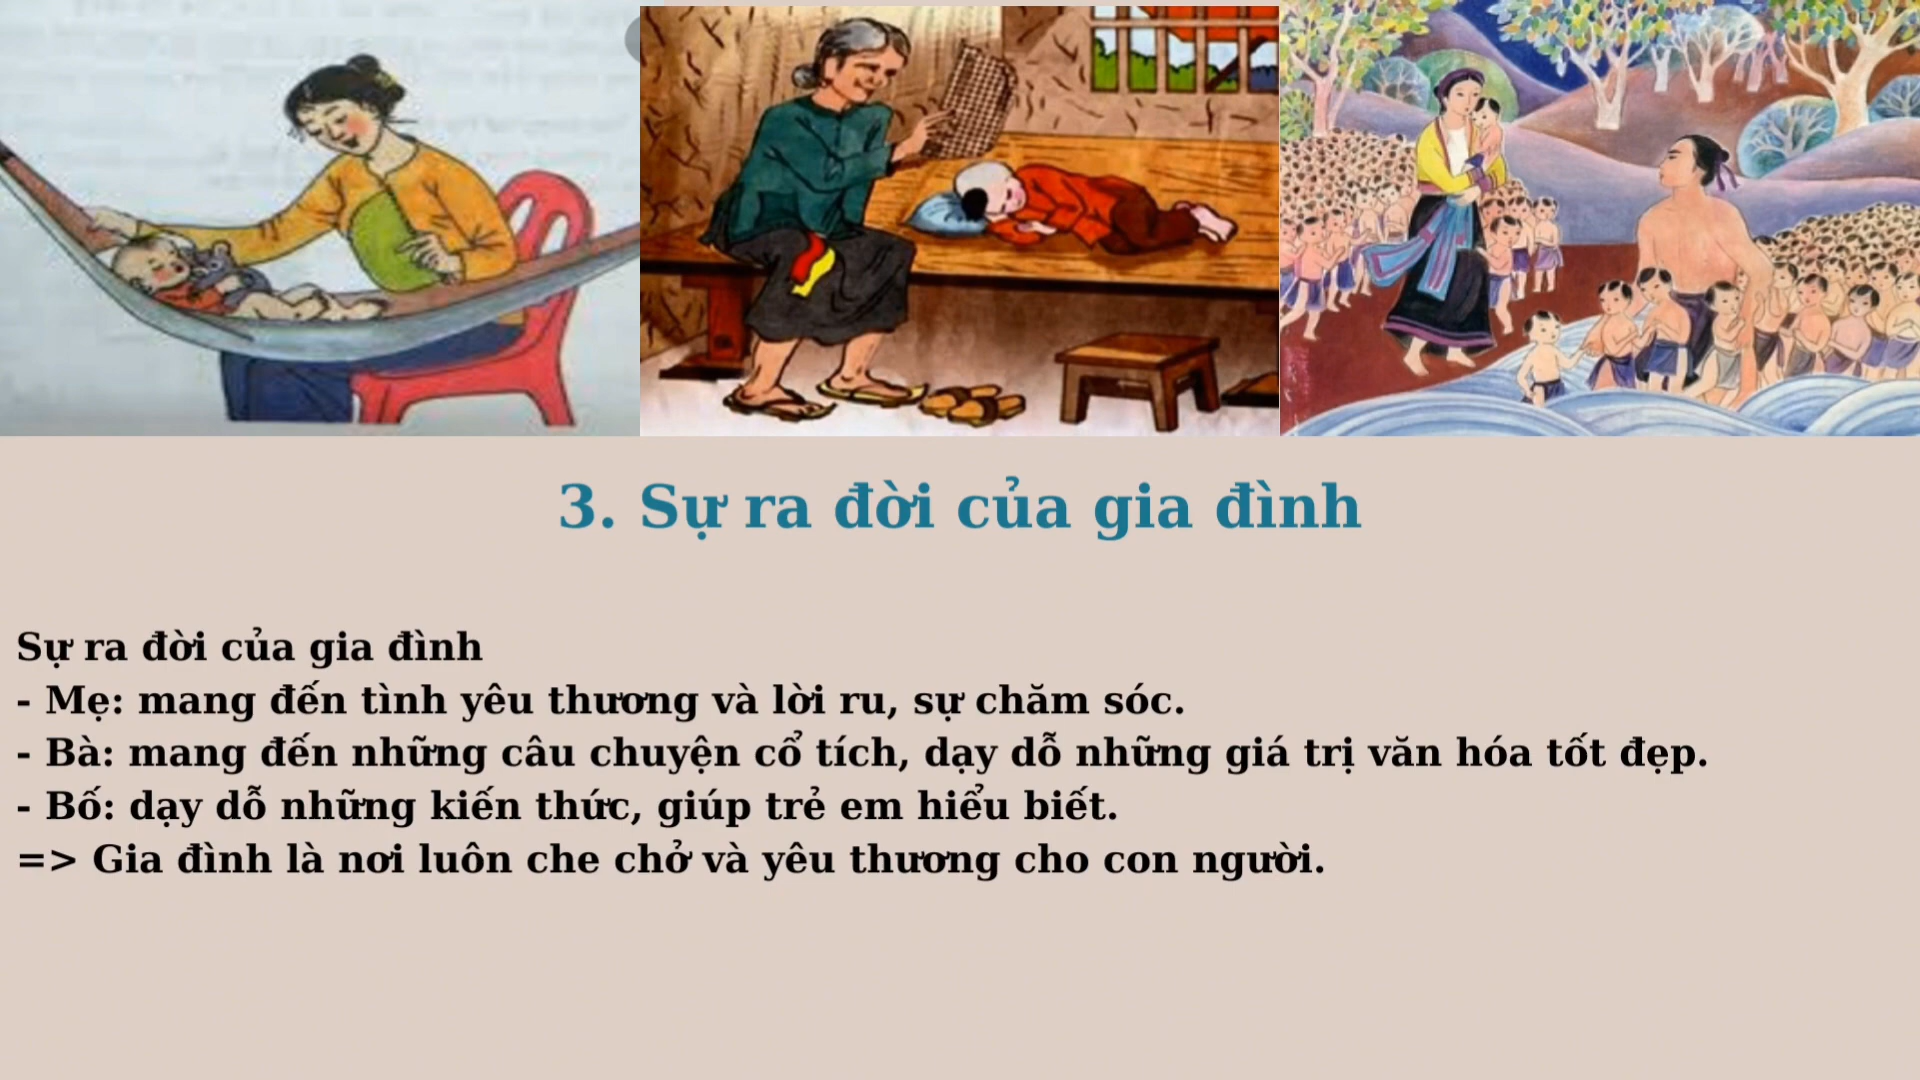 3. Sự ra đời của gia đình
Sự ra đời của gia đình
- Mẹ: mang đến tình yêu thương và lời ru, sự chăm sóc.
- Bà: mang đến những câu chuyện cổ tích, dạy dỗ những giá trị văn hóa tốt đẹp.
- Bố: dạy dỗ những kiến thức, giúp trẻ em hiểu biết.
=> Gia đình là nơi luôn che chở và yêu thương cho con người.